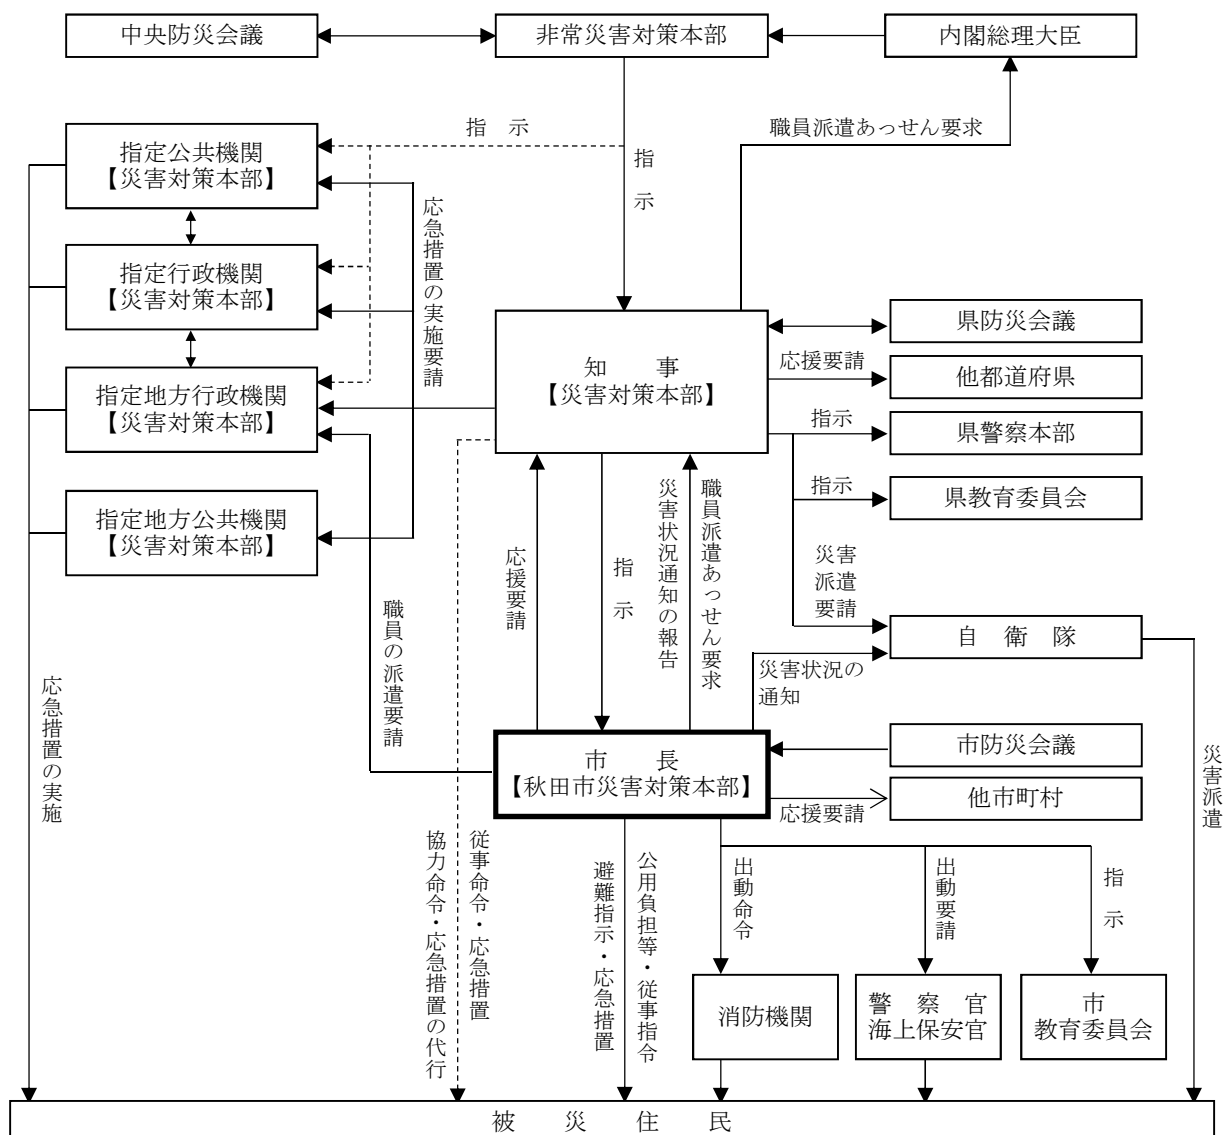 中央防災会議
非常災害対策本部
内閣総理大臣
指 示
職員派遣あっせん要求
指定公共機関
【災害対策本部】
指 示
応急措置の実施要請
指定行政機関
【災害対策本部】
県防災会議
知 事
【災害対策本部】
応援要請
他都道府県
指定地方行政機関
【災害対策本部】
指示
県警察本部
指示
県教育委員会
指定地方公共機関
【災害対策本部】
応援要請
指 示
災害状況通知の報告
職員派遣あっせん要求
災害
派遣
要請
職員の派遣要請
自 衛 隊
災害状況の
通知
応急措置の実施
市 長
【秋田市災害対策本部】
市防災会議
災害派遣
他市町村
応援要請
協力命令・応急措置の代行
従事命令・応急措置
避難指示・応急措置
公用負担等・従事指令
出動命令
出動要請
指 示
消防機関
警 察 官
海上保安官
市
教育委員会
被 災 住 民